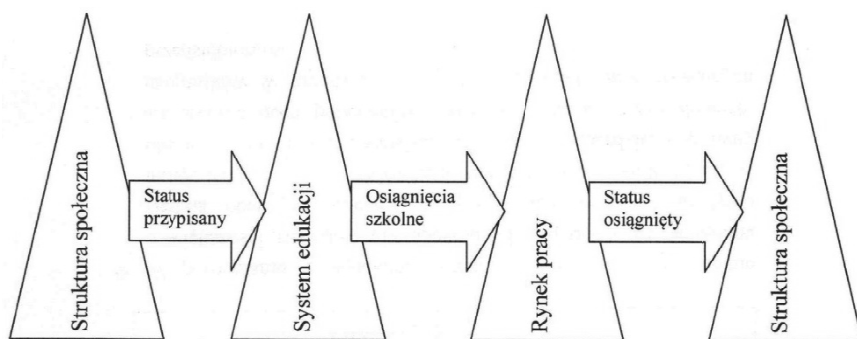 Struktura społeczna
Status
przypisany
System edukacji
Osiągnięcia
szkolne
Rynek pracy
Status
osiągnięty
Struktura społeczna